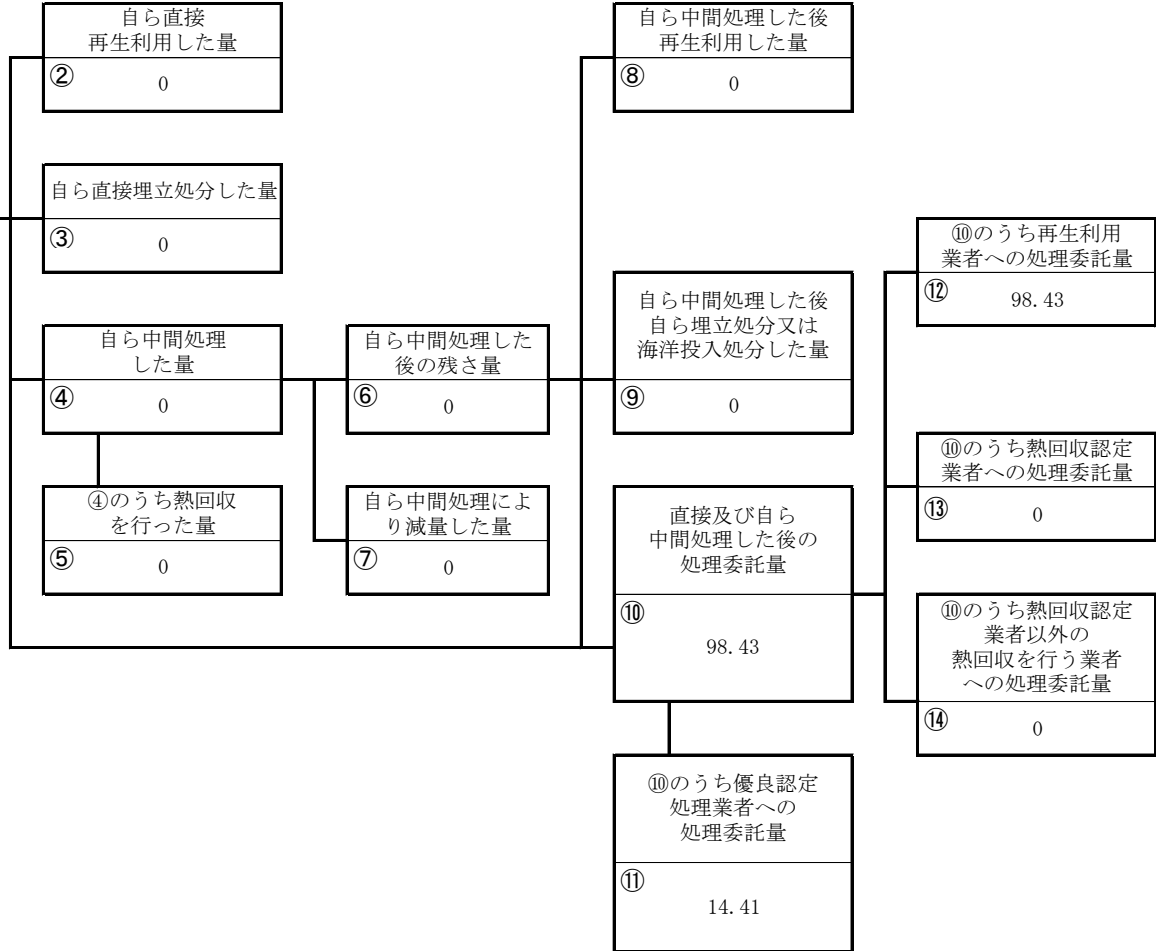 自ら直接
再生利用した量
② 0
自ら直接埋立処分した量
③ 0
自ら中間処理
した量
④ 0
④のうち熱回収
を行った量
⑤ 0
自ら中間処理した
後の残さ量
⑥ 0
自ら中間処理によ
り減量した量
⑦ 0
自ら中間処理した後
再生利用した量
⑧ 0
自ら中間処理した後
自ら埋立処分又は
海洋投入処分した量
⑨ 0
直接及び自ら
中間処理した後の
処理委託量
⑩
98.43
⑩のうち優良認定
処理業者への
処理委託量
⑪
14.41
⑩のうち再生利用
業者への処理委託量
⑫ 98.43
⑩のうち熱回収認定
業者への処理委託量
⑬ 0
⑩のうち熱回収認定
業者以外の
熱回収を行う業者
への処理委託量
⑭ 0